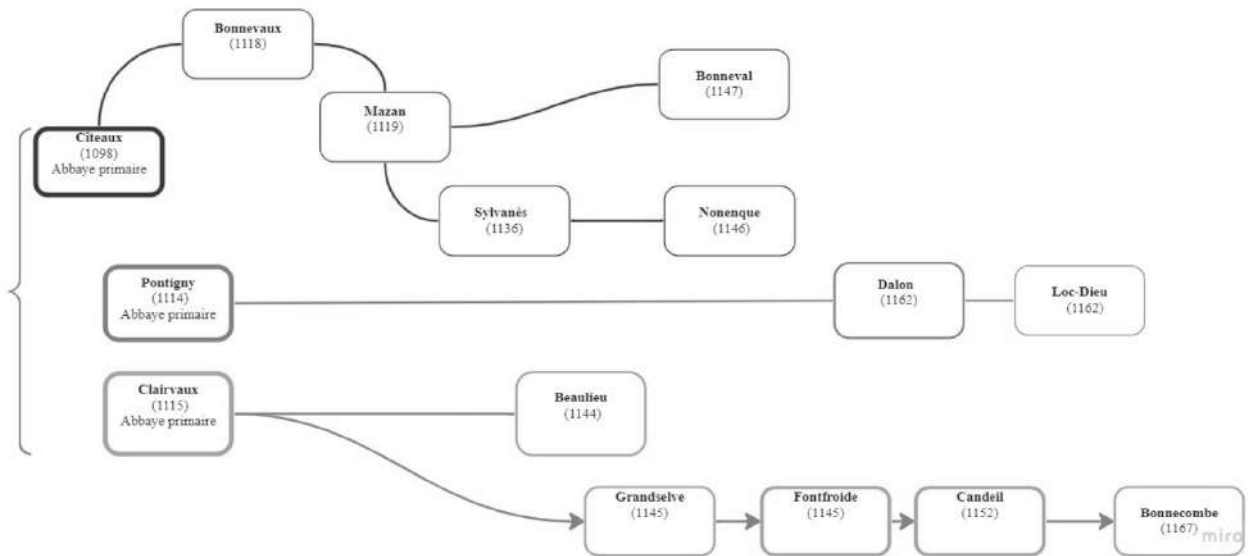 Bonnevaux
(1118)
Bonneval
(1147)
Mazan
(1119)
Cîteaux
(1098)
Abbaye primaire
Sylvanès
(1136)
Nonenque
(1146)
Pontigny
(1114)
Abbaye primaire
Dalon
(1162)
Loc-Dieu
(1162)
Clairvaux
(1115)
Abbaye primaire
Beaulieu
(1144)
Grandselve
(1145)
Fontfroide
(1145)
Candeil
(1152)
Bonnecombe
(1167)
miro